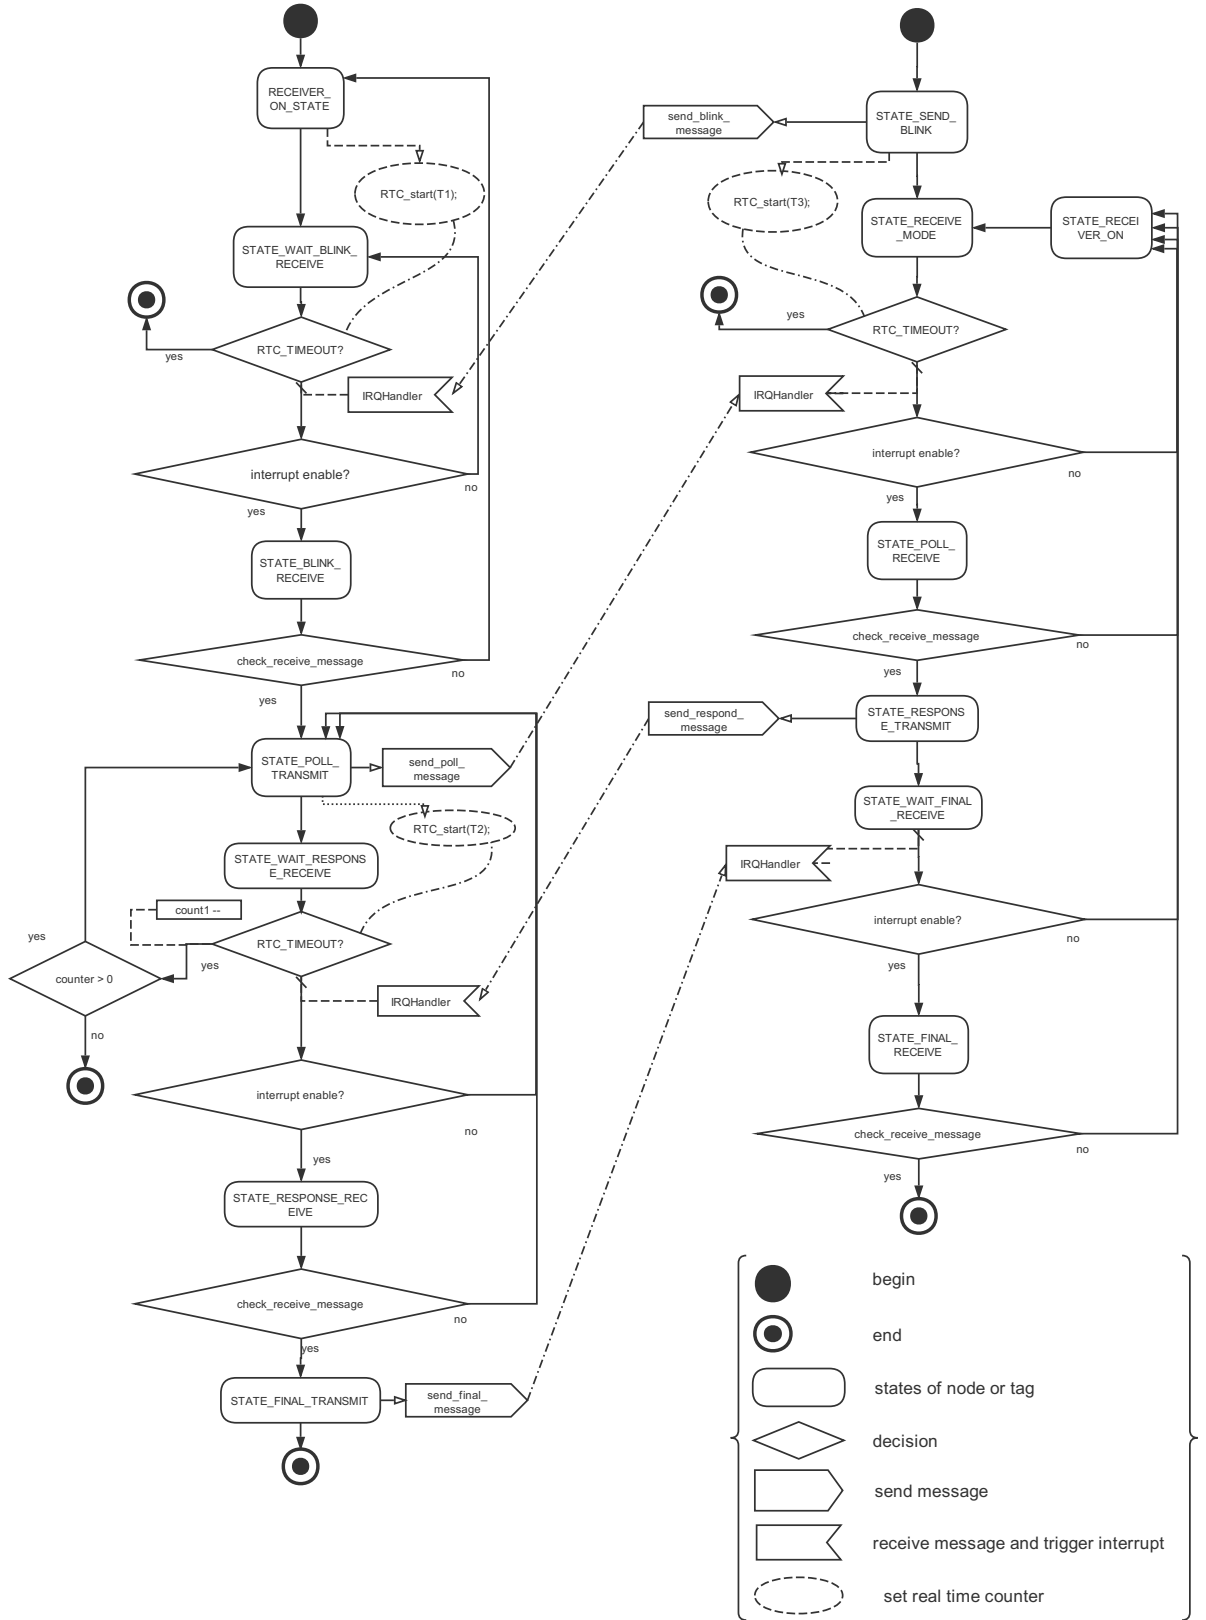 RECEIVER_
ON_STATE
RTC_start(T1);
STATE_WAIT_BLINK_
RECEIVE
RTC_TIMEOUT?
yes
IRQHandler
interrupt enable?
no
yes
STATE_BLINK_
RECEIVE
check_receive_message
no
yes
STATE_POLL_
TRANSMIT
send_poll_
message
RTC_start(T2);
STATE_WAIT_RESPONS
E_RECEIVE
count1 --
RTC_TIMEOUT?
yes
yes
counter > 0
no
IRQHandler
interrupt enable?
no
yes
STATE_RESPONSE_REC
EIVE
check_receive_message
no
yes
STATE_FINAL_TRANSMIT
send_final_
message
send_blink_
message
STATE_SEND_
BLINK
RTC_start(T3);
STATE_RECEIVE
_MODE
STATE_RECEI
VER_ON
yes
RTC_TIMEOUT?
IRQHandler
interrupt enable?
no
yes
STATE_POLL_
RECEIVE
check_receive_message
no
yes
send_respond_
message
STATE_RESPONS
E_TRANSMIT
STATE_WAIT_FINAL
_RECEIVE
IRQHandler
interrupt enable?
no
yes
STATE_FINAL_
RECEIVE
check_receive_message
no
yes
begin
end
states of node or tag
decision
send message
receive message and trigger interrupt
set real time counter